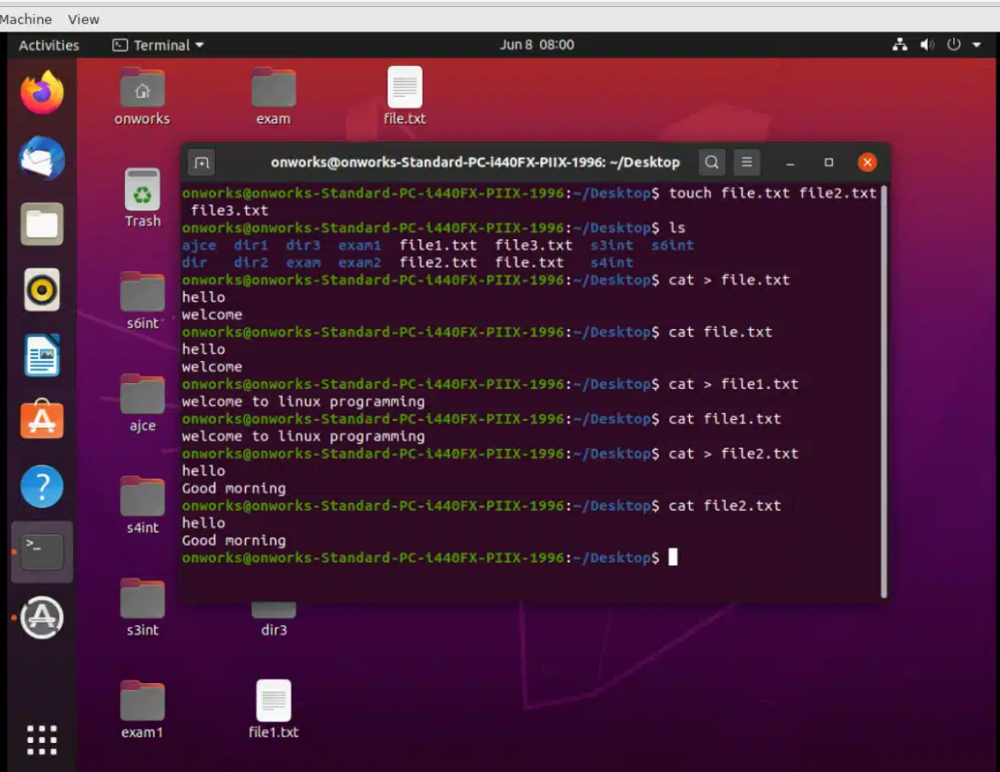 Machine View
Activities Terminal Jun 8 08:00
onworks exam file.txt
onworks@onworks-Standard-PC-i440FX-PIIX-1996: ~/Desktop
onworks@onworks-Standard-PC-i440FX-PIIX-1996:~/Desktop$ touch file.txt file2.txt
file3.txt
onworks@onworks-Standard-PC-i440FX-PIIX-1996:~/Desktop$ ls
ajce dir1 dir3 exam1 file1.txt file3.txt s3int s6int
dir dir2 exam exam2 file2.txt file.txt s4int
onworks@onworks-Standard-PC-i440FX-PIIX-1996:~/Desktop$ cat > file.txt
hello
welcome
onworks@onworks-Standard-PC-i440FX-PIIX-1996:~/Desktop$ cat file.txt
hello
welcome
onworks@onworks-Standard-PC-i440FX-PIIX-1996:~/Desktop$ cat > file1.txt
welcome to linux programming
onworks@onworks-Standard-PC-i440FX-PIIX-1996:~/Desktop$ cat file1.txt
welcome to linux programming
onworks@onworks-Standard-PC-i440FX-PIIX-1996:~/Desktop$ cat > file2.txt
hello
Good morning
onworks@onworks-Standard-PC-i440FX-PIIX-1996:~/Desktop$ cat file2.txt
hello
Good morning
onworks@onworks-Standard-PC-i440FX-PIIX-1996:~/Desktop$
Trash
s6int
ajce
s4int
s3int dir3
exam1 file1.txt